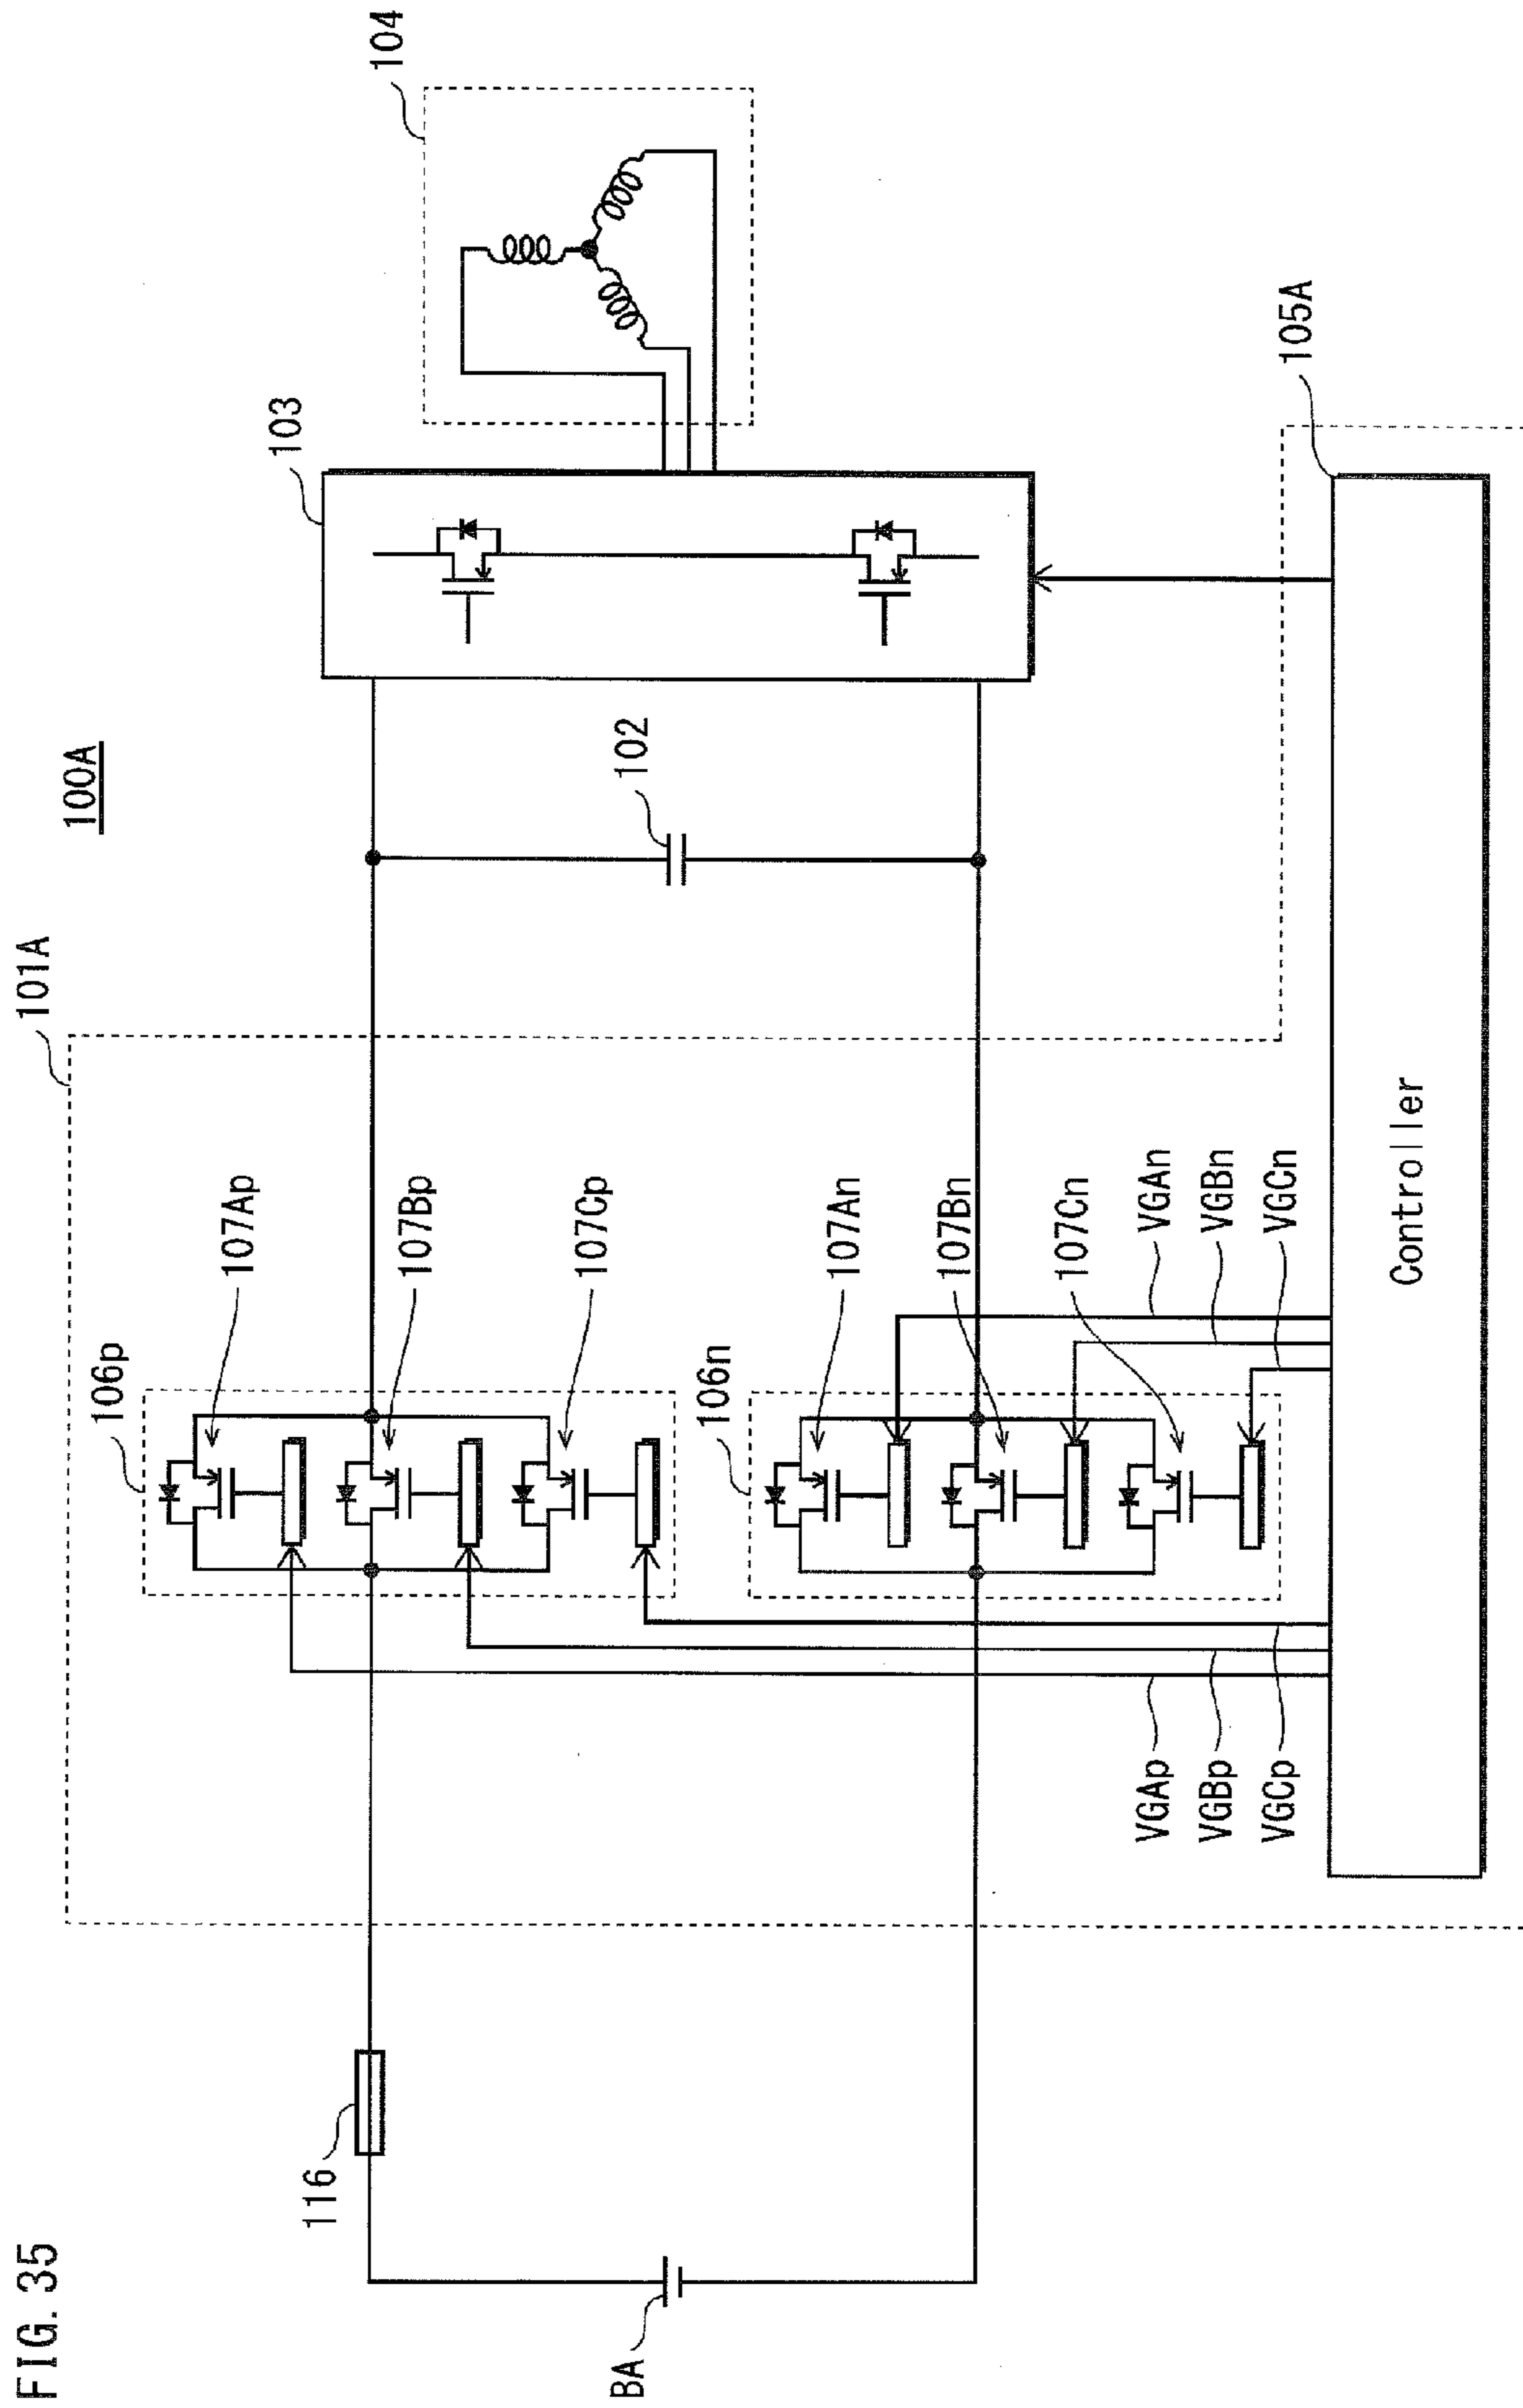 FIG. 35
100A
101A
104
103
102
106p
107Ap
107Bp
107Cp
116
BA
106n
107An
107Bn
107Cn
VGAn
VGBn
VGCn
VGAp
VGBp
VGCp
105A
Controller